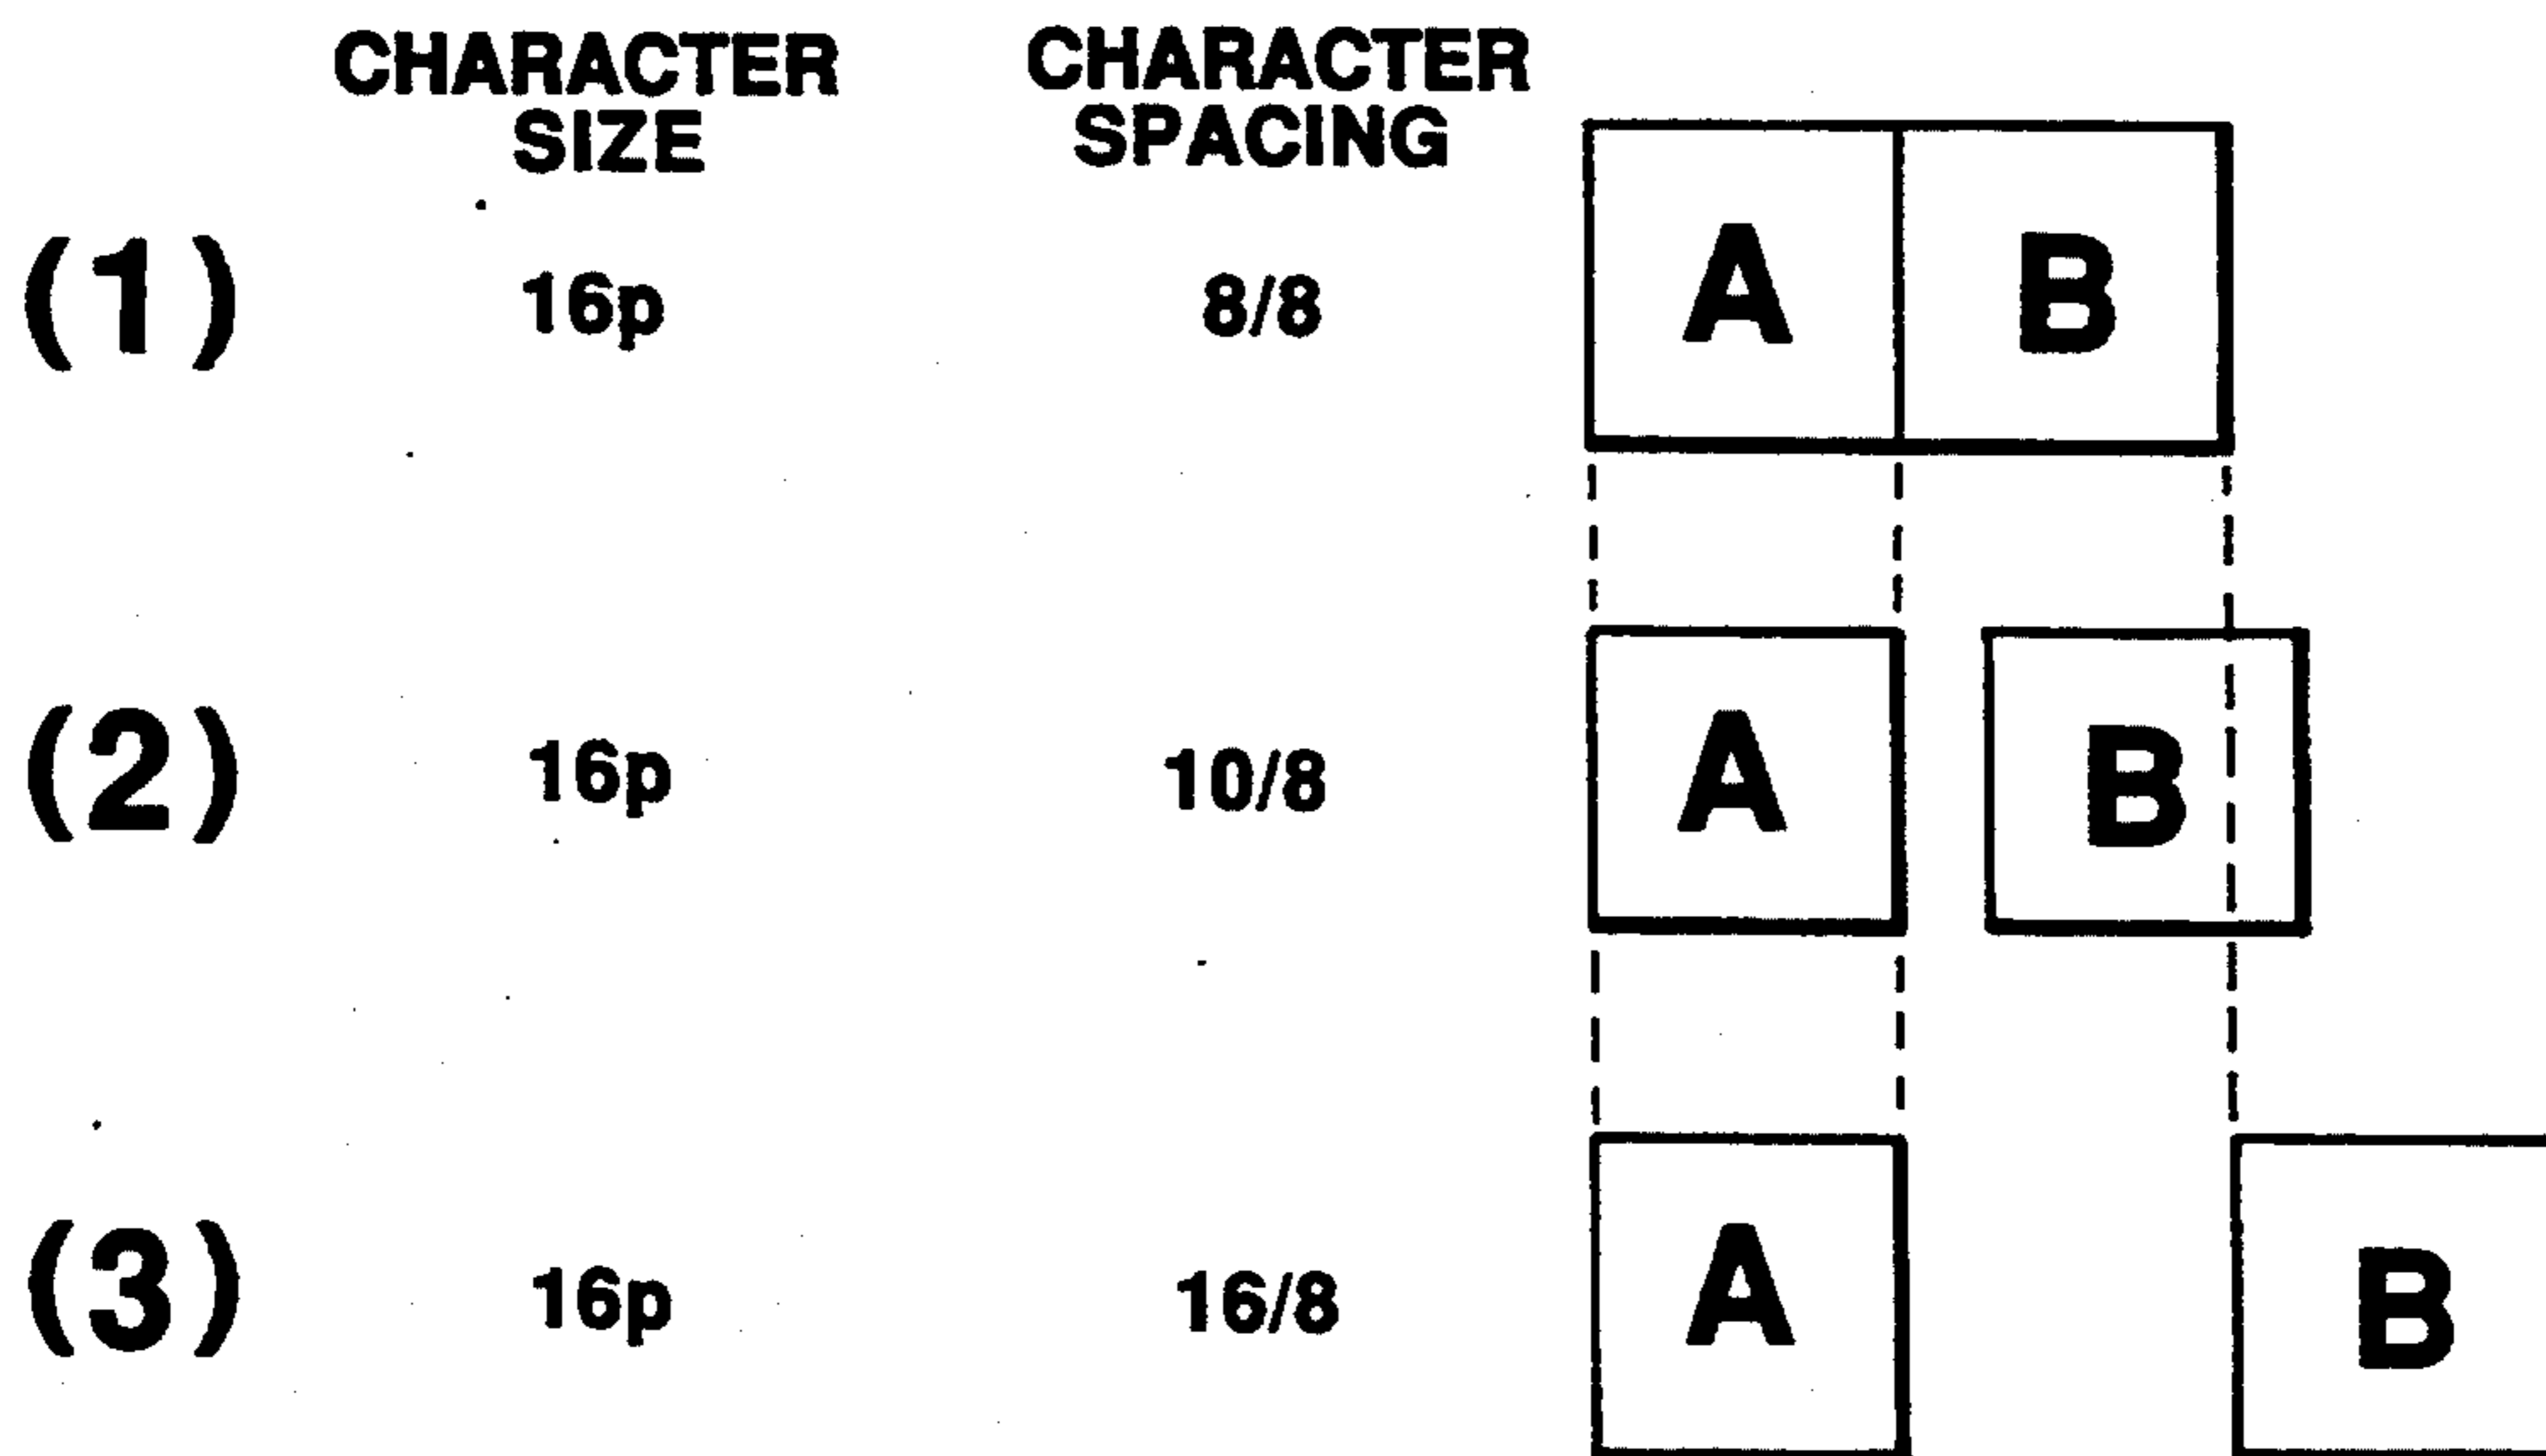 CHARACTER SIZE CHARACTER SPACING
(1) 16p 8/8 A B
(2) 16p 10/8 A B
(3) 16p 16/8 A B